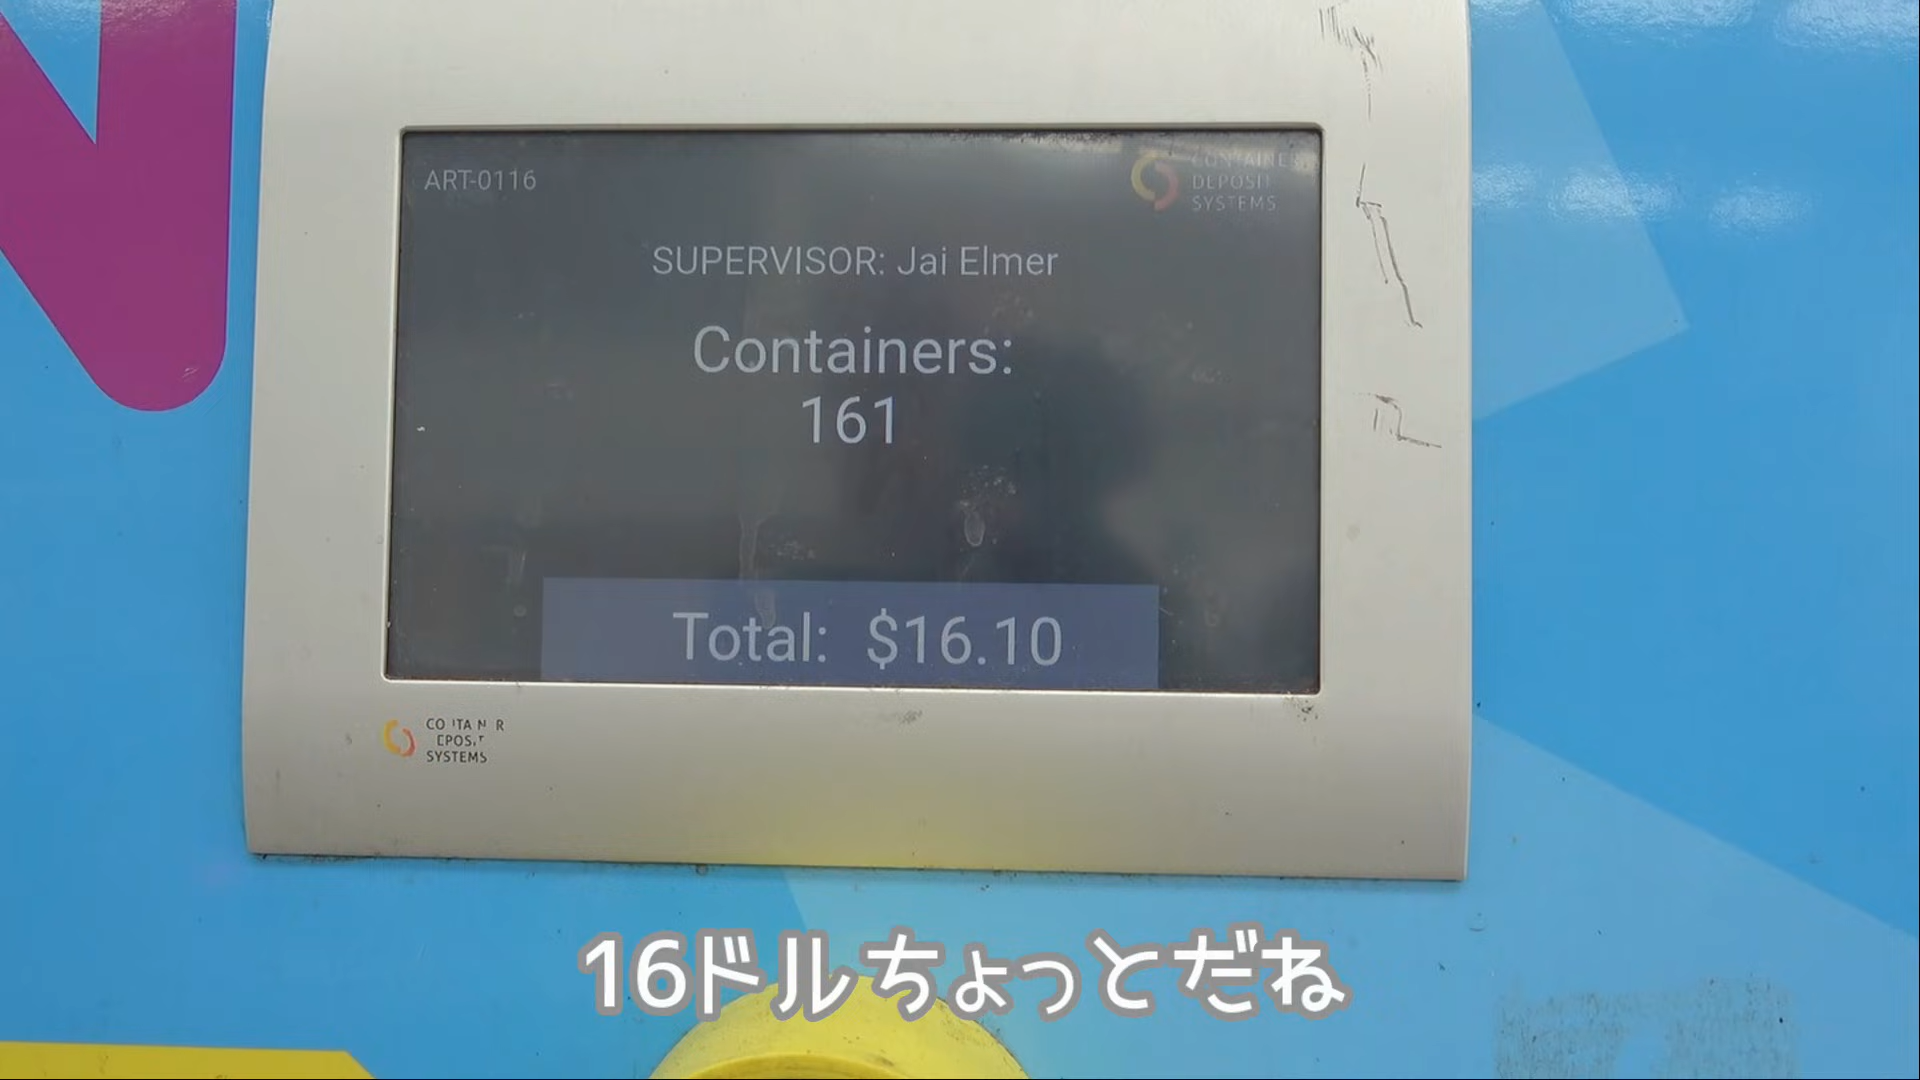 ART-0116
CONTAINER
DEPOSIT
SYSTEMS
SUPERVISOR: Jai Elmer
Containers:
161
Total: $16.10
SYSTEMS
16ドルちょっとだね